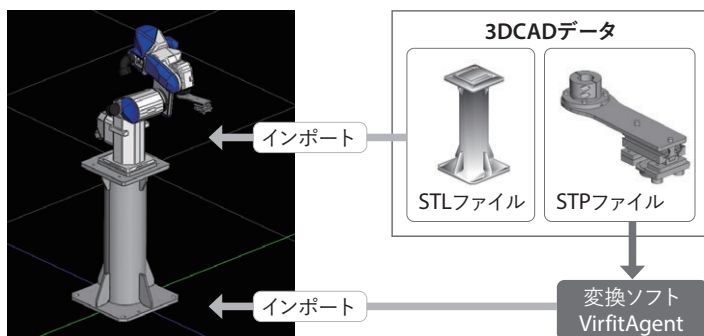 3DCADデータ
インポート
STLファイル
STPファイル
インポート
変換ソフト
VirfitAgent